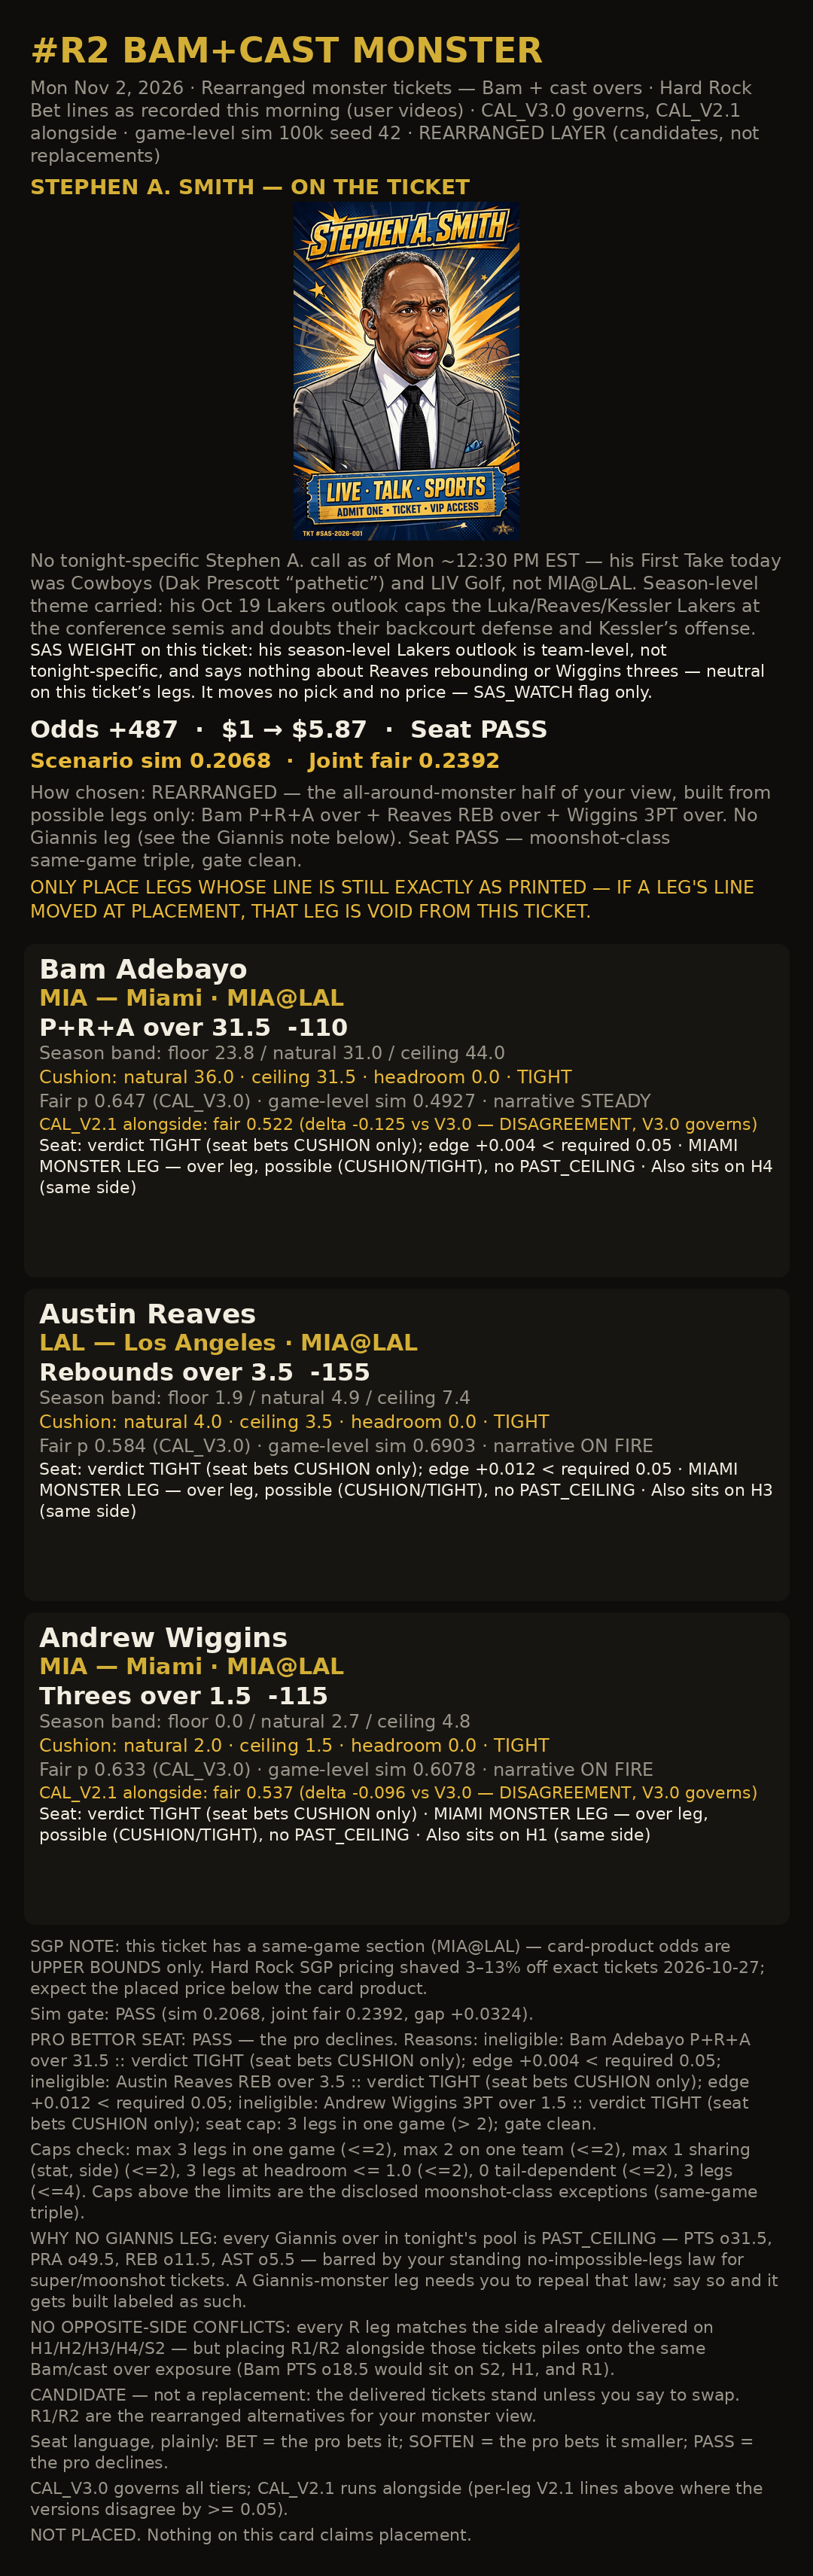 #R2 BAM+CAST MONSTER
Mon Nov 2, 2026 · Rearranged monster tickets — Bam + cast overs · Hard Rock
Bet lines as recorded this morning (user videos) · CAL_V3.0 governs, CAL_V2.1
alongside · game-level sim 100k seed 42 · REARRANGED LAYER (candidates, not
replacements)
STEPHEN A. SMITH — ON THE TICKET
STEPHEN A. SMITH
LIVE · TALK · SPORTS
ADMIT ONE · TICKET · VIP ACCESS
TKT #SAS-2026-001
No tonight-specific Stephen A. call as of Mon ~12:30 PM EST — his First Take today
was Cowboys (Dak Prescott “pathetic”) and LIV Golf, not MIA@LAL. Season-level
theme carried: his Oct 19 Lakers outlook caps the Luka/Reaves/Kessler Lakers at
the conference semis and doubts their backcourt defense and Kessler’s offense.
SAS WEIGHT on this ticket: his season-level Lakers outlook is team-level, not
tonight-specific, and says nothing about Reaves rebounding or Wiggins threes — neutral
on this ticket’s legs. It moves no pick and no price — SAS_WATCH flag only.
Odds +487 · $1 → $5.87 · Seat PASS
Scenario sim 0.2068 · Joint fair 0.2392
How chosen: REARRANGED — the all-around-monster half of your view, built from
possible legs only: Bam P+R+A over + Reaves REB over + Wiggins 3PT over. No
Giannis leg (see the Giannis note below). Seat PASS — moonshot-class
same-game triple, gate clean.
ONLY PLACE LEGS WHOSE LINE IS STILL EXACTLY AS PRINTED — IF A LEG'S LINE
MOVED AT PLACEMENT, THAT LEG IS VOID FROM THIS TICKET.
Bam Adebayo
MIA — Miami · MIA@LAL
P+R+A over 31.5 -110
Season band: floor 23.8 / natural 31.0 / ceiling 44.0
Cushion: natural 36.0 · ceiling 31.5 · headroom 0.0 · TIGHT
Fair p 0.647 (CAL_V3.0) · game-level sim 0.4927 · narrative STEADY
CAL_V2.1 alongside: fair 0.522 (delta -0.125 vs V3.0 — DISAGREEMENT, V3.0 governs)
Seat: verdict TIGHT (seat bets CUSHION only); edge +0.004 < required 0.05 · MIAMI
MONSTER LEG — over leg, possible (CUSHION/TIGHT), no PAST_CEILING · Also sits on H4
(same side)
Austin Reaves
LAL — Los Angeles · MIA@LAL
Rebounds over 3.5 -155
Season band: floor 1.9 / natural 4.9 / ceiling 7.4
Cushion: natural 4.0 · ceiling 3.5 · headroom 0.0 · TIGHT
Fair p 0.584 (CAL_V3.0) · game-level sim 0.6903 · narrative ON FIRE
Seat: verdict TIGHT (seat bets CUSHION only); edge +0.012 < required 0.05 · MIAMI
MONSTER LEG — over leg, possible (CUSHION/TIGHT), no PAST_CEILING · Also sits on H3
(same side)
Andrew Wiggins
MIA — Miami · MIA@LAL
Threes over 1.5 -115
Season band: floor 0.0 / natural 2.7 / ceiling 4.8
Cushion: natural 2.0 · ceiling 1.5 · headroom 0.0 · TIGHT
Fair p 0.633 (CAL_V3.0) · game-level sim 0.6078 · narrative ON FIRE
CAL_V2.1 alongside: fair 0.537 (delta -0.096 vs V3.0 — DISAGREEMENT, V3.0 governs)
Seat: verdict TIGHT (seat bets CUSHION only) · MIAMI MONSTER LEG — over leg,
possible (CUSHION/TIGHT), no PAST_CEILING · Also sits on H1 (same side)
SGP NOTE: this ticket has a same-game section (MIA@LAL) — card-product odds are
UPPER BOUNDS only. Hard Rock SGP pricing shaved 3–13% off exact tickets 2026-10-27;
expect the placed price below the card product.
Sim gate: PASS (sim 0.2068, joint fair 0.2392, gap +0.0324).
PRO BETTOR SEAT: PASS — the pro declines. Reasons: ineligible: Bam Adebayo P+R+A
over 31.5 :: verdict TIGHT (seat bets CUSHION only); edge +0.004 < required 0.05;
ineligible: Austin Reaves REB over 3.5 :: verdict TIGHT (seat bets CUSHION only); edge
+0.012 < required 0.05; ineligible: Andrew Wiggins 3PT over 1.5 :: verdict TIGHT (seat
bets CUSHION only); seat cap: 3 legs in one game (> 2); gate clean.
Caps check: max 3 legs in one game (<=2), max 2 on one team (<=2), max 1 sharing
(stat, side) (<=2), 3 legs at headroom <= 1.0 (<=2), 0 tail-dependent (<=2), 3 legs
(<=4). Caps above the limits are the disclosed moonshot-class exceptions (same-game
triple).
WHY NO GIANNIS LEG: every Giannis over in tonight's pool is PAST_CEILING — PTS o31.5,
PRA o49.5, REB o11.5, AST o5.5 — barred by your standing no-impossible-legs law for
super/moonshot tickets. A Giannis-monster leg needs you to repeal that law; say so and it
gets built labeled as such.
NO OPPOSITE-SIDE CONFLICTS: every R leg matches the side already delivered on
H1/H2/H3/H4/S2 — but placing R1/R2 alongside those tickets piles onto the same
Bam/cast over exposure (Bam PTS o18.5 would sit on S2, H1, and R1).
CANDIDATE — not a replacement: the delivered tickets stand unless you say to swap.
R1/R2 are the rearranged alternatives for your monster view.
Seat language, plainly: BET = the pro bets it; SOFTEN = the pro bets it smaller; PASS =
the pro declines.
CAL_V3.0 governs all tiers; CAL_V2.1 runs alongside (per-leg V2.1 lines above where the
versions disagree by >= 0.05).
NOT PLACED. Nothing on this card claims placement.